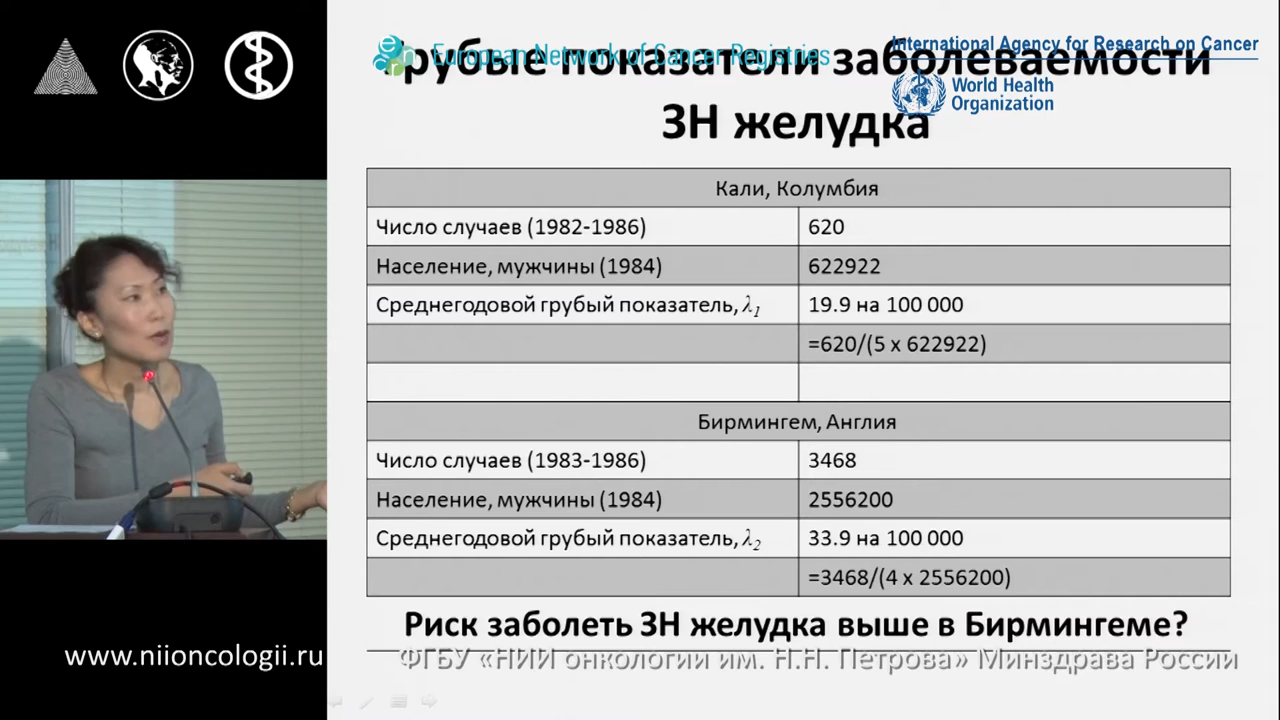 European Network of Cancer Registries
International Agency for Research on Cancer
World Health
Organization
Грубые показатели заболеваемости
ЗН желудка
Кали, Колумбия
Число случаев (1982-1986) 620
Население, мужчины (1984) 622922
Среднегодовой грубый показатель, λ1 19.9 на 100 000
=620/(5 x 622922)
Бирмингем, Англия
Число случаев (1983-1986) 3468
Население, мужчины (1984) 2556200
Среднегодовой грубый показатель, λ2 33.9 на 100 000
=3468/(4 x 2556200)
Риск заболеть ЗН желудка выше в Бирмингеме?
www.niioncologii.ru
ФГБУ «НИИ онкологии им. Н.Н. Петрова» Минздрава России